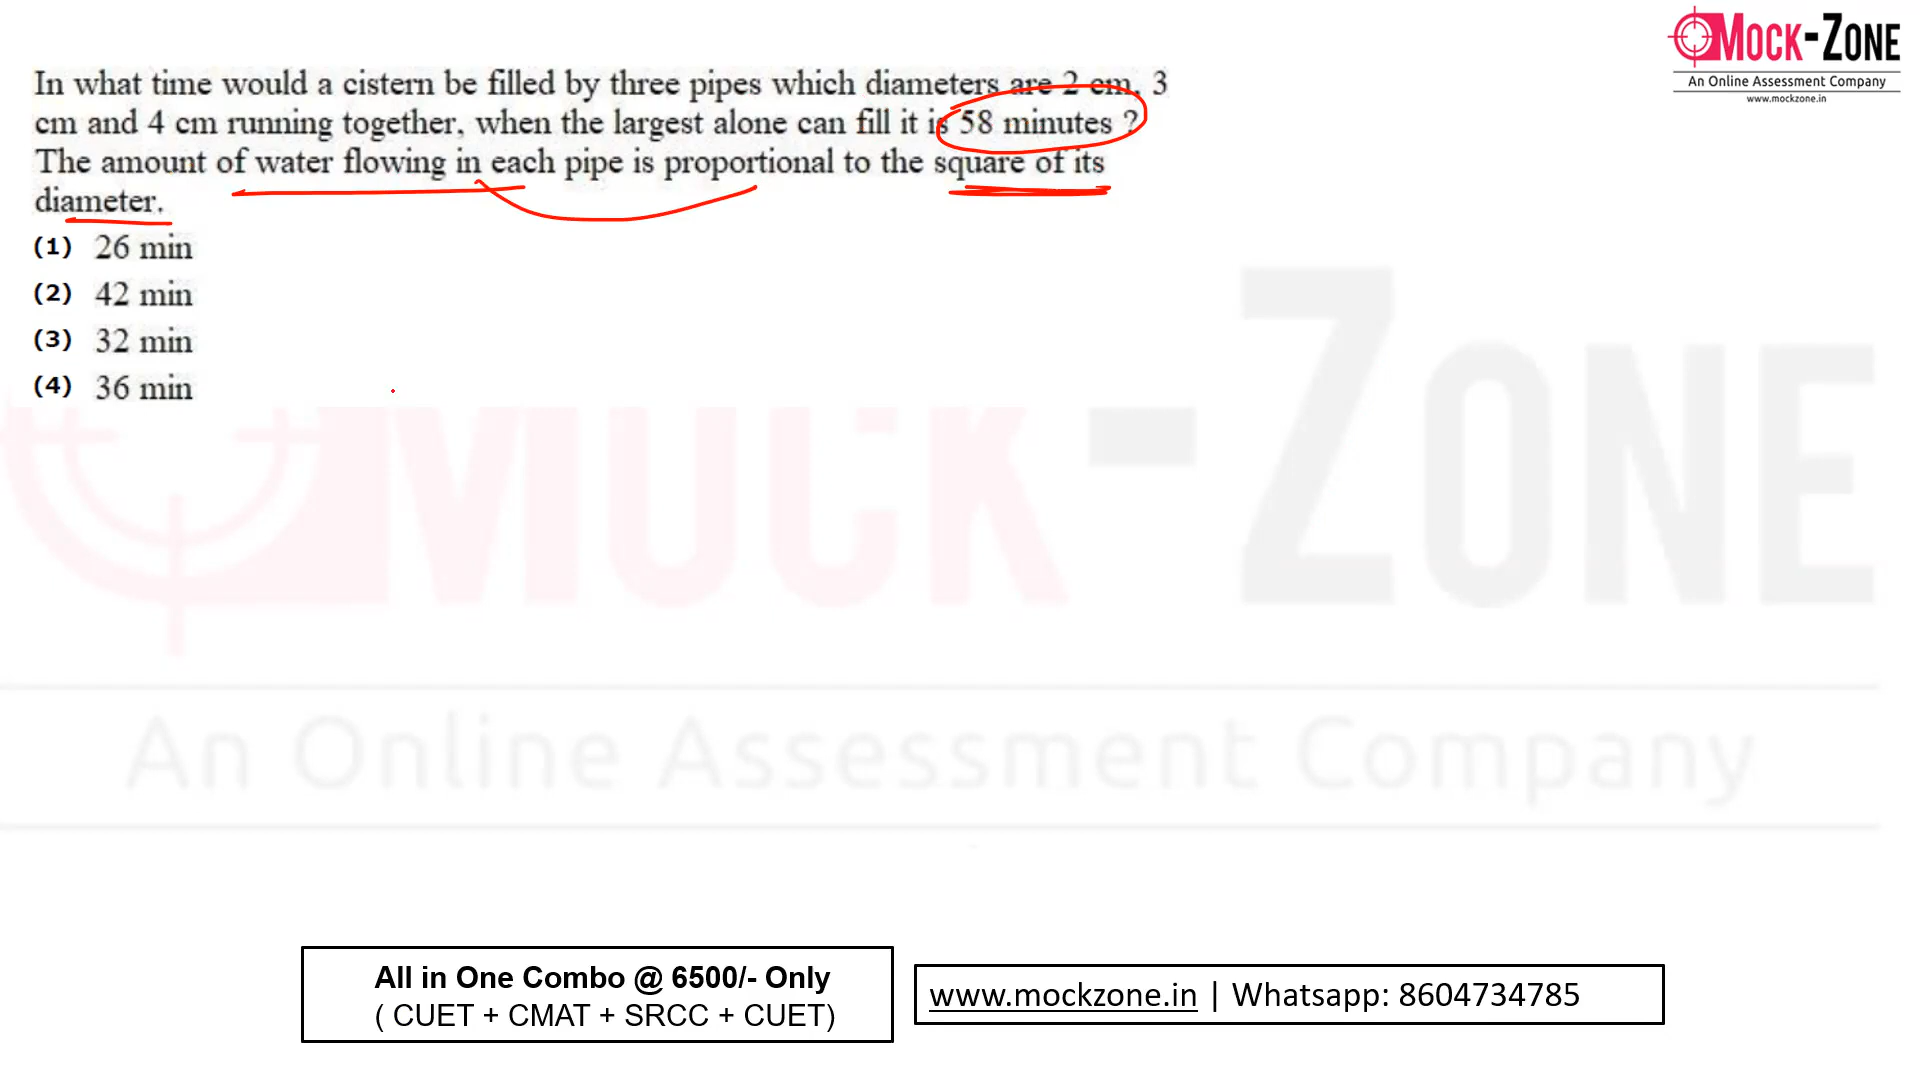 MOCK-ZONE
An Online Assessment Company
www.mockzone.in
In what time would a cistern be filled by three pipes which diameters are 2 cm, 3
cm and 4 cm running together, when the largest alone can fill it is 58 minutes ?
The amount of water flowing in each pipe is proportional to the square of its
diameter.
(1) 26 min
(2) 42 min
(3) 32 min
(4) 36 min
MOCK-ZONE
An Online Assessment Company
All in One Combo @ 6500/- Only
( CUET + CMAT + SRCC + CUET)
www.mockzone.in | Whatsapp: 8604734785